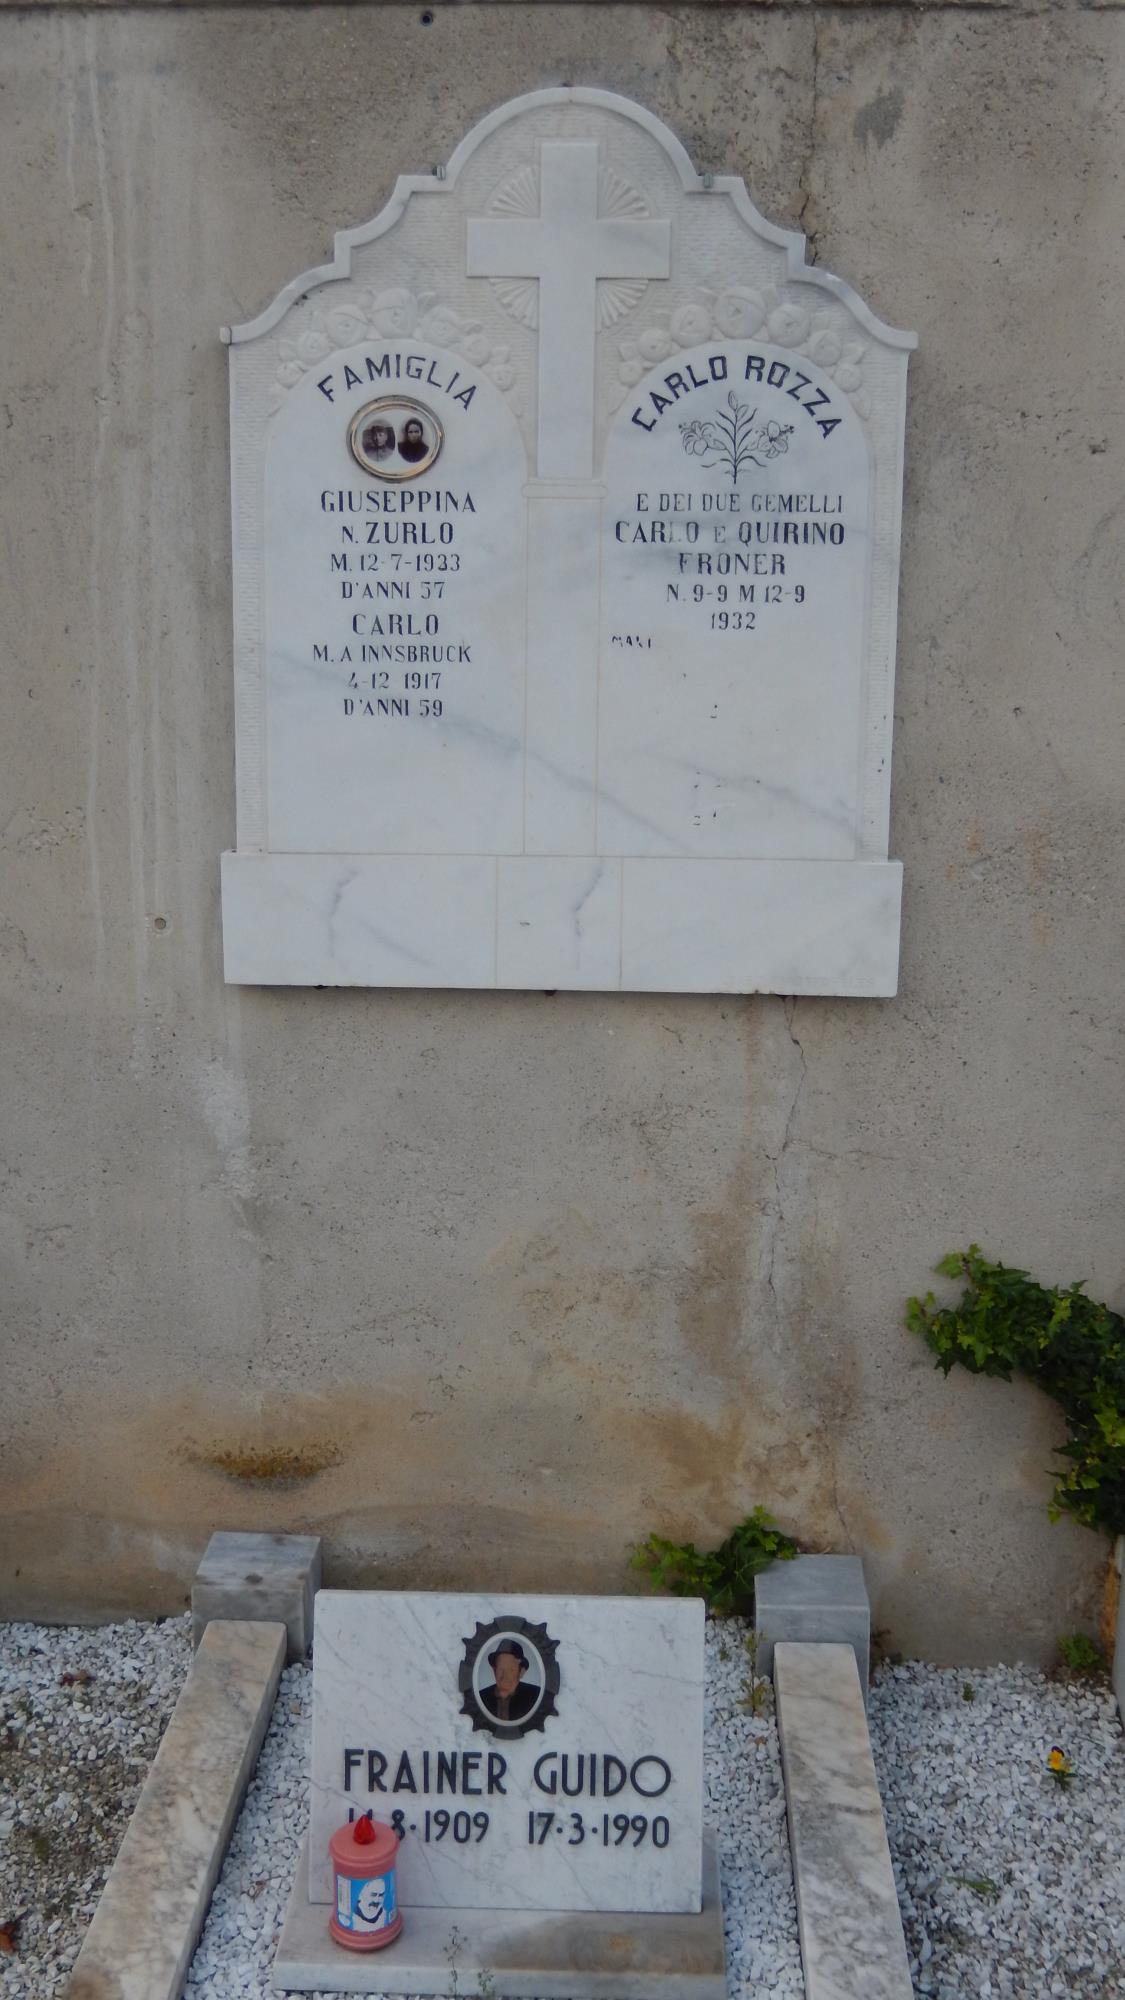 FAMIGLIA
CARLO ROZZA
GIUSEPPINA
N. ZURLO
M. 12-7-1933
D'ANNI 57
CARLO
M. A INNSBRUCK
4-12 1917
D'ANNI 59
E DEI DUE GEMELLI
CARLO E QUIRINO
FRONER
N. 9-9 M 12-9
1932
FRAINER GUIDO
8·1909 17·3·1990